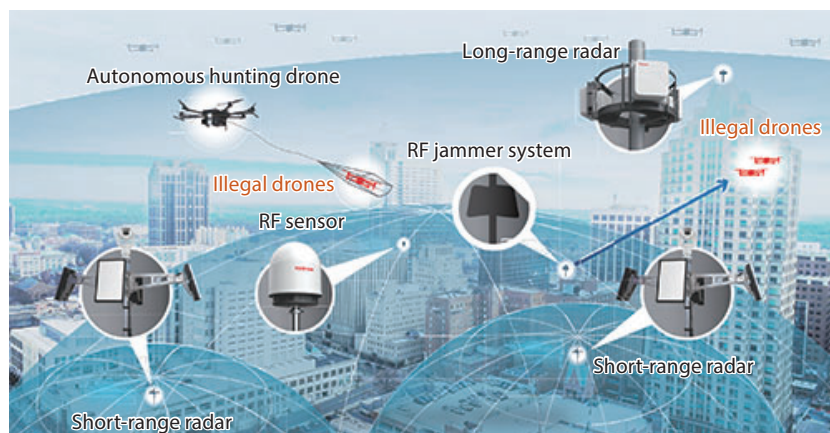 Long-range radar
Autonomous hunting drone
Illegal drones
RF jammer system
Illegal drones
RF sensor
Short-range radar
Short-range radar